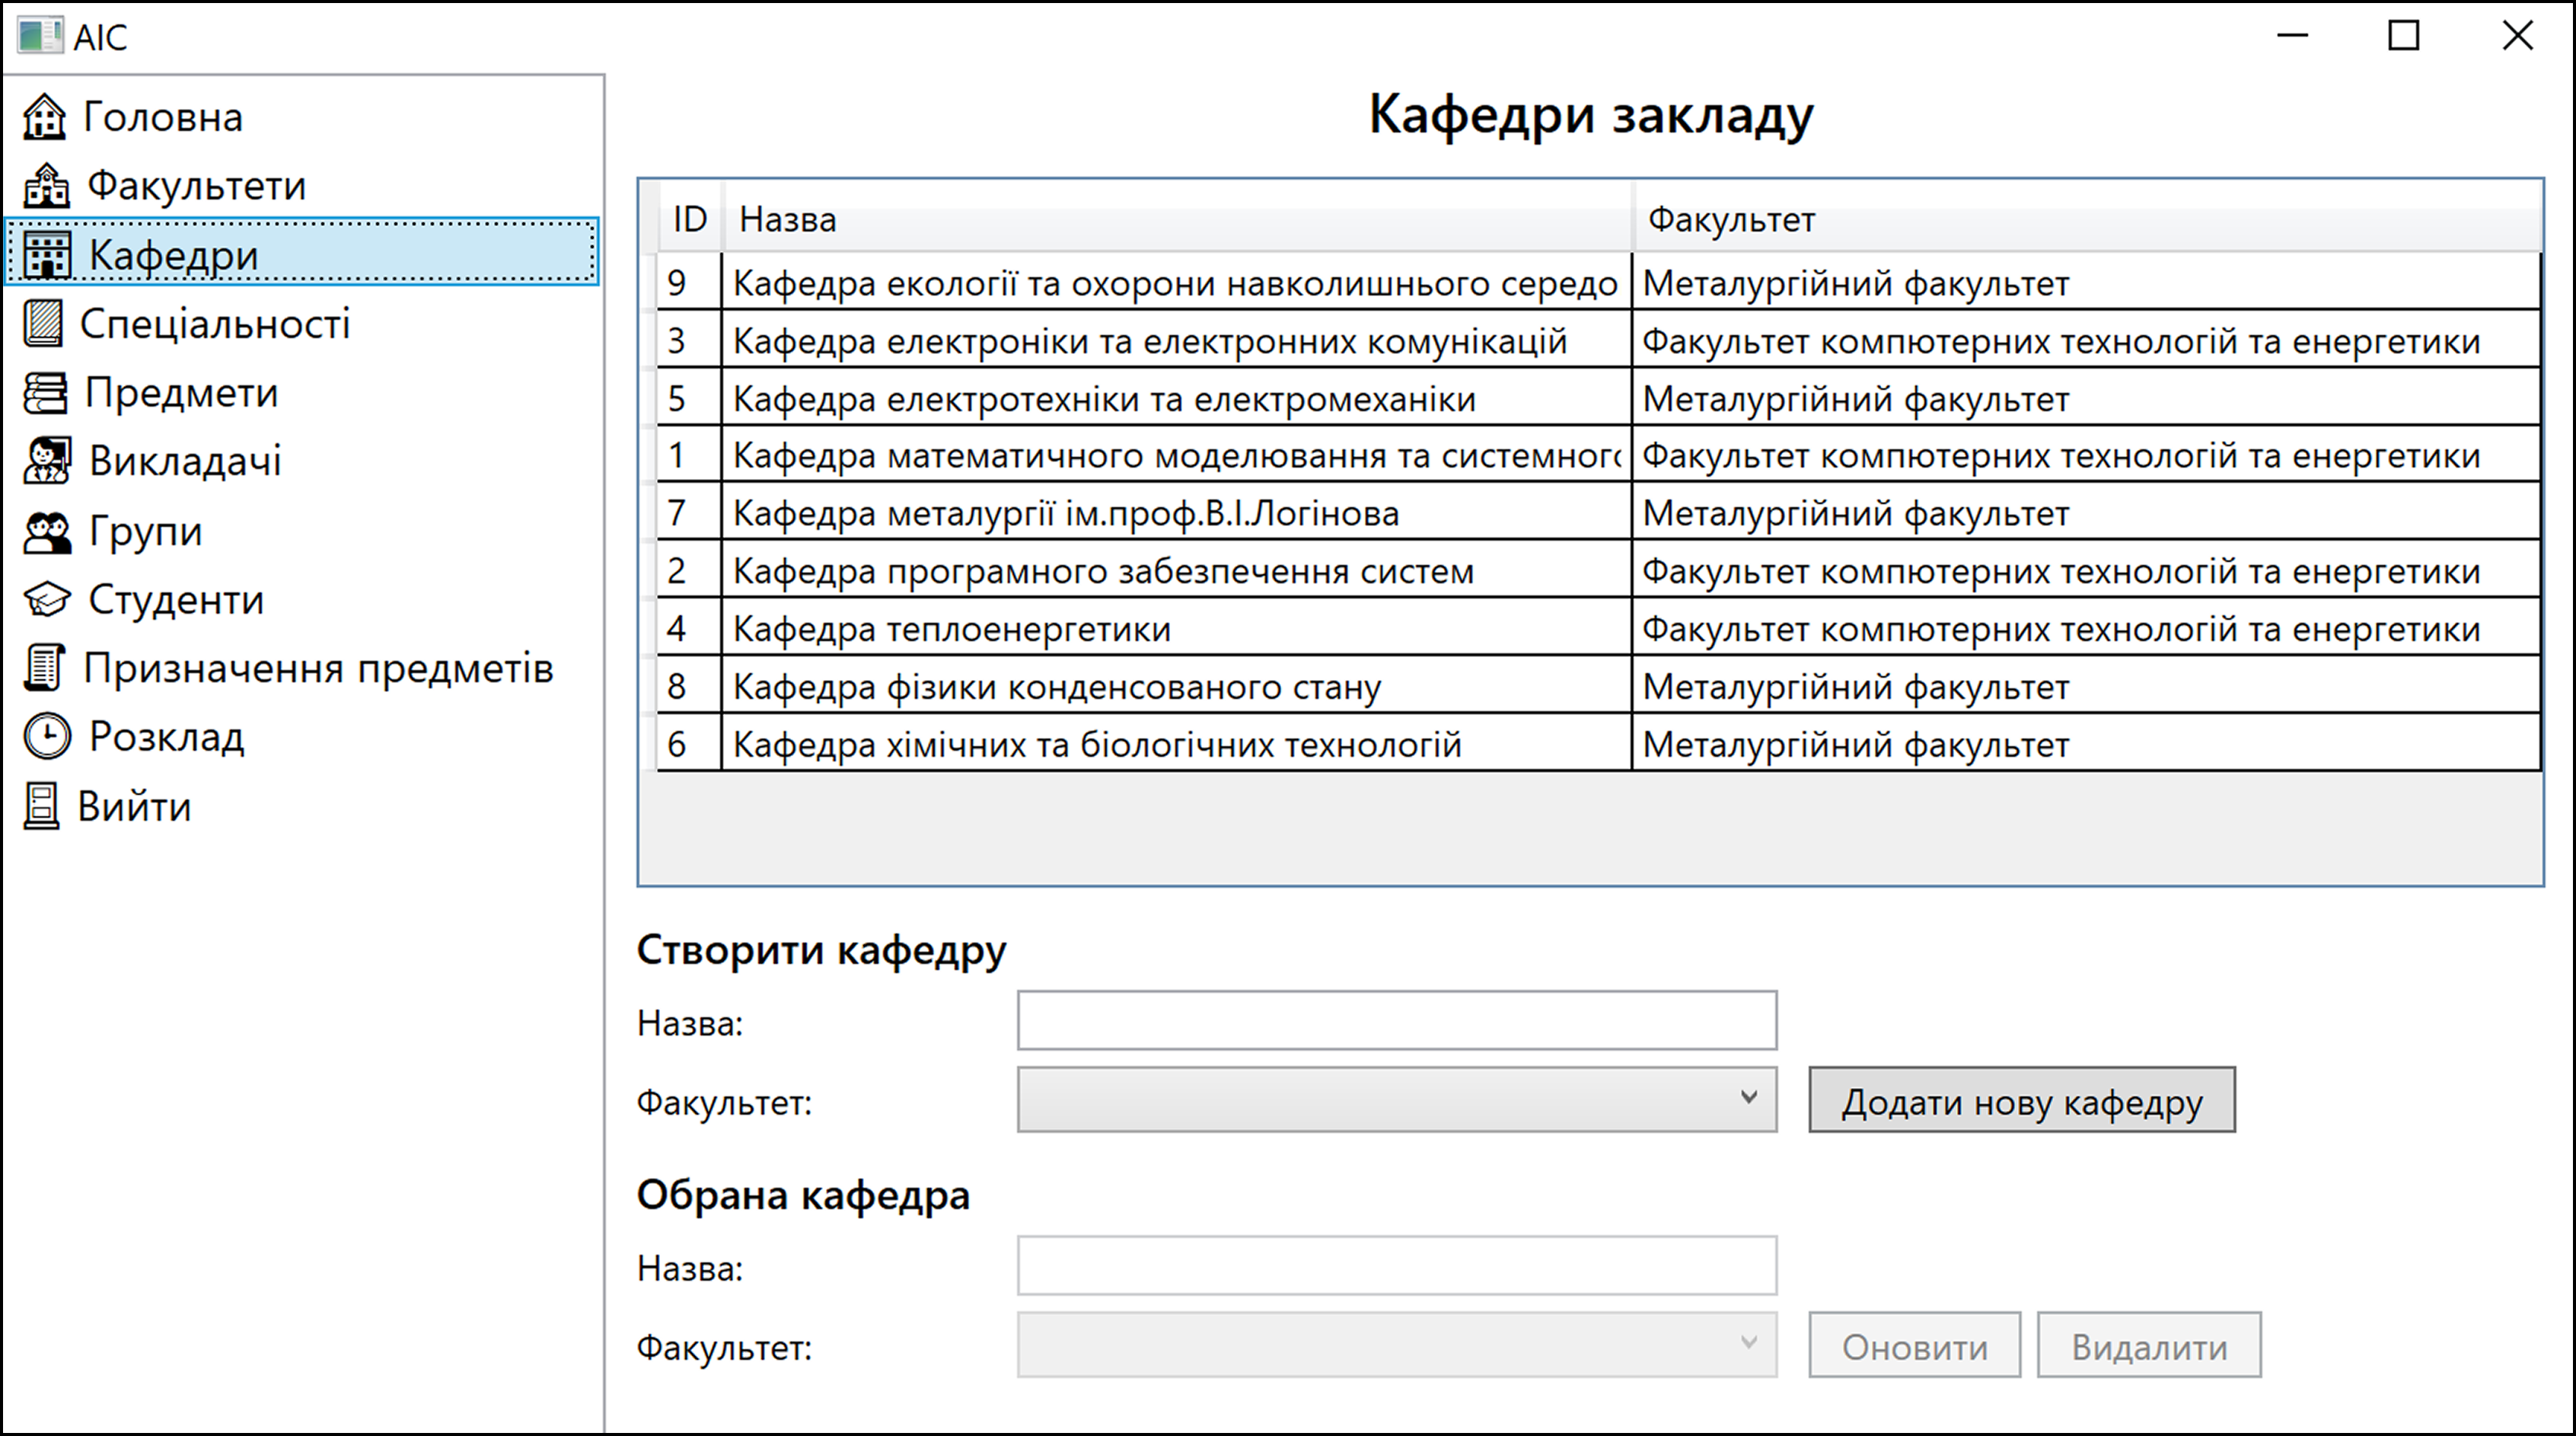 АІС
Головна
Факультети
Кафедри
Спеціальності
Предмети
Викладачі
Групи
Студенти
Призначення предметів
Розклад
Вийти
Кафедри закладу
ID Назва Факультет
9 Кафедра екології та охорони навколишнього середо Металургійний факультет
3 Кафедра електроніки та електронних комунікацій Факультет компютерних технологій та енергетики
5 Кафедра електротехніки та електромеханіки Металургійний факультет
1 Кафедра математичного моделювання та системного Факультет компютерних технологій та енергетики
7 Кафедра металургії ім.проф.В.І.Логінова Металургійний факультет
2 Кафедра програмного забезпечення систем Факультет компютерних технологій та енергетики
4 Кафедра теплоенергетики Факультет компютерних технологій та енергетики
8 Кафедра фізики конденсованого стану Металургійний факультет
6 Кафедра хімічних та біологічних технологій Металургійний факультет
Створити кафедру
Назва:
Факультет: Додати нову кафедру
Обрана кафедра
Назва:
Факультет: Оновити Видалити